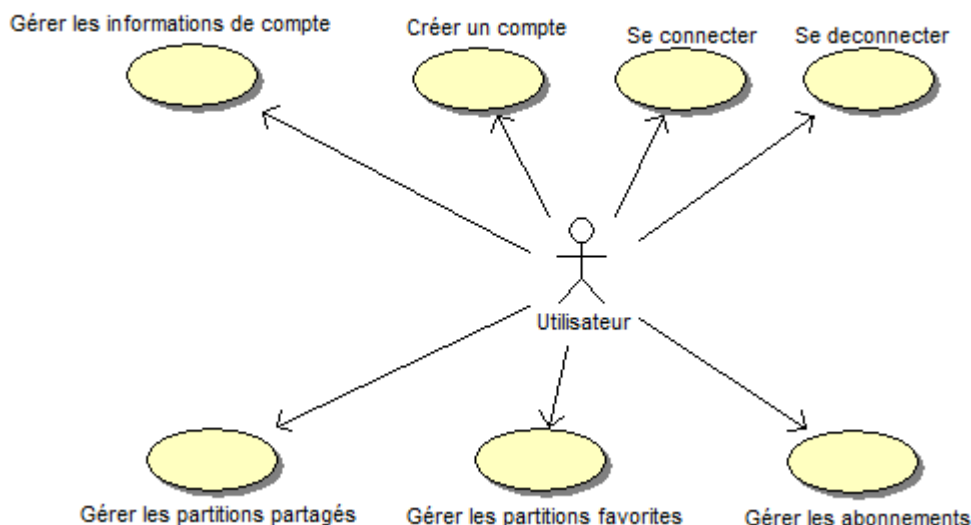 Gérer les informations de compte
Créer un compte
Se connecter
Se deconnecter
Utilisateur
Gérer les partitions partagés
Gérer les partitions favorites
Gérer les abonnements